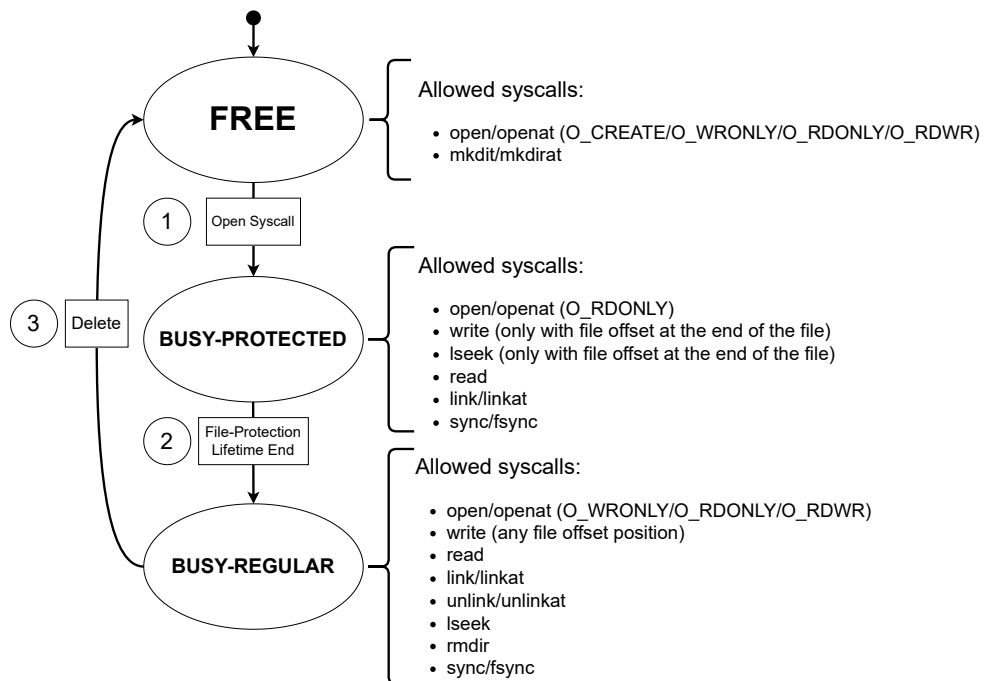 FREE
Allowed syscalls:
• open/openat (O_CREATE/O_WRONLY/O_RDONLY/O_RDWR)
• mkdit/mkdirat
1
Open Syscall
BUSY-PROTECTED
Allowed syscalls:
• open/openat (O_RDONLY)
• write (only with file offset at the end of the file)
• lseek (only with file offset at the end of the file)
• read
• link/linkat
• sync/fsync
3
Delete
2
File-Protection
Lifetime End
BUSY-REGULAR
Allowed syscalls:
• open/openat (O_WRONLY/O_RDONLY/O_RDWR)
• write (any file offset position)
• read
• link/linkat
• unlink/unlinkat
• lseek
• rmdir
• sync/fsync